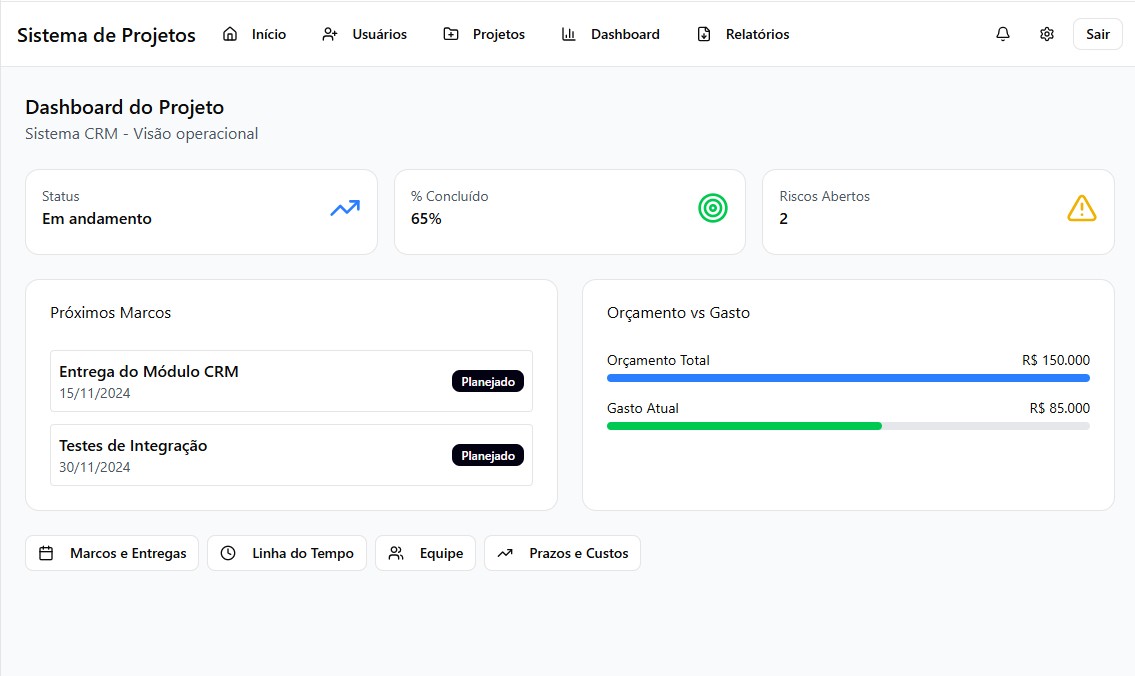 Sistema de Projetos Início Usuários Projetos Dashboard Relatórios Sair
Dashboard do Projeto
Sistema CRM - Visão operacional
Status
Em andamento
% Concluído
65%
Riscos Abertos
2
Próximos Marcos
Entrega do Módulo CRM
15/11/2024
Planejado
Testes de Integração
30/11/2024
Planejado
Orçamento vs Gasto
Orçamento Total R$ 150.000
Gasto Atual R$ 85.000
Marcos e Entregas Linha do Tempo Equipe Prazos e Custos